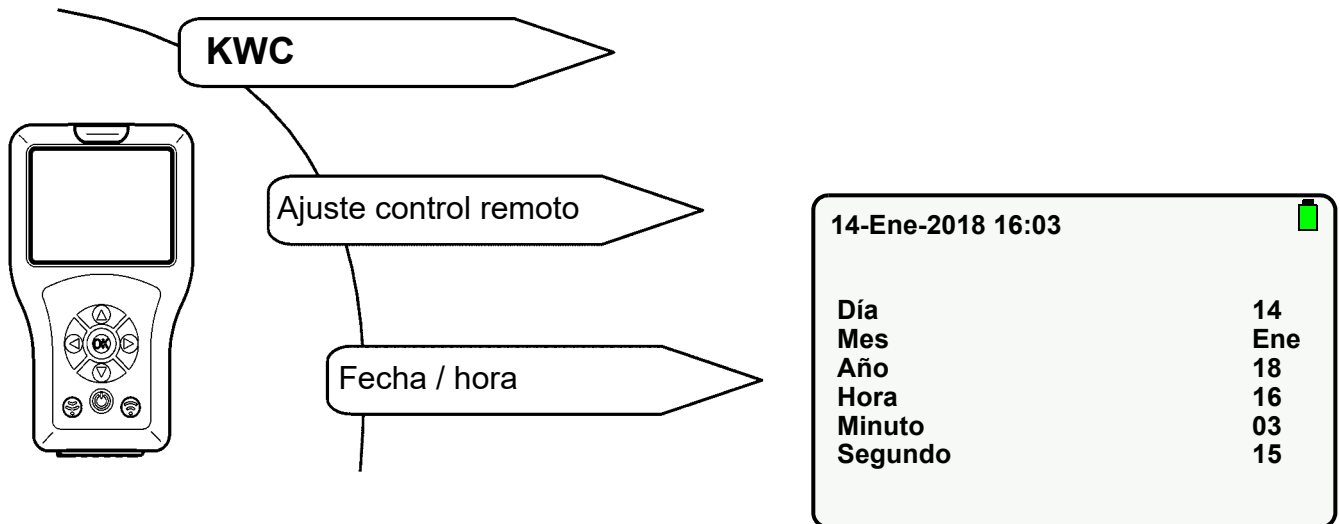 KWC
Ajuste control remoto
Fecha / hora
14-Ene-2018 16:03
Día 14
Mes Ene
Año 18
Hora 16
Minuto 03
Segundo 15
OK